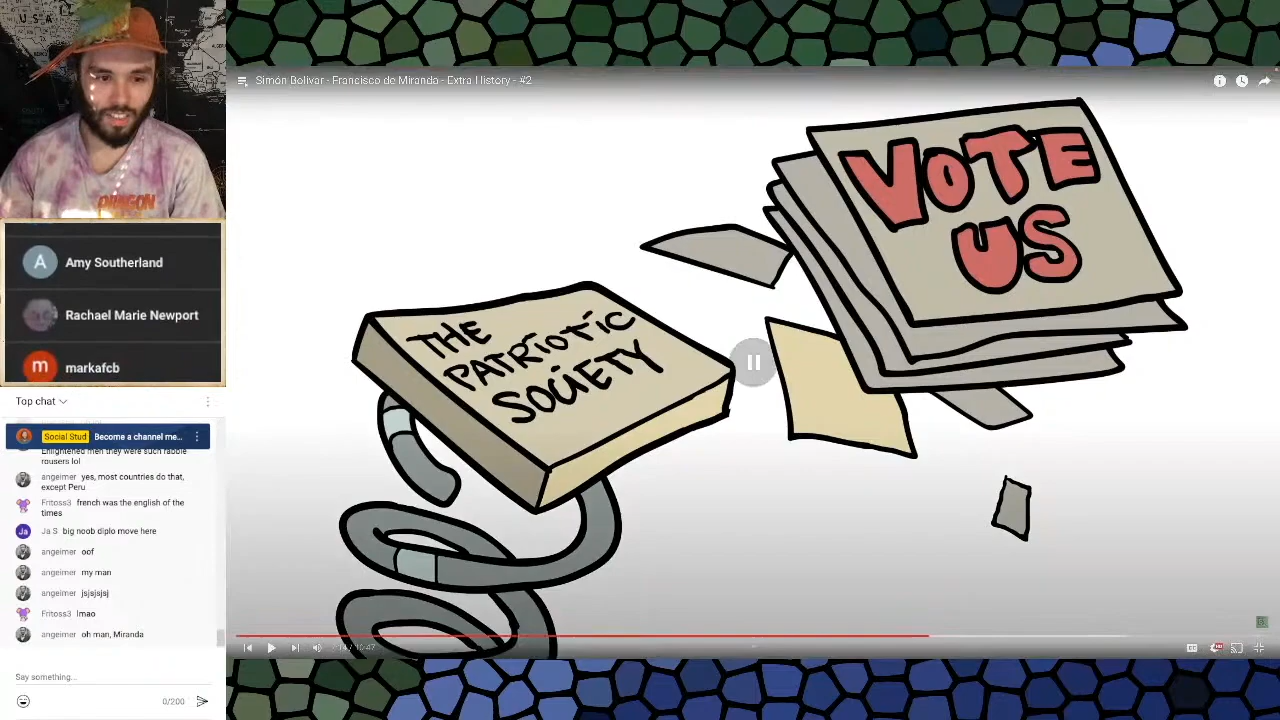 U.S.A.
DRAGON
Simón Bolívar - Francisco de Miranda - Extra History - #2
VOTE
US
THE
PATRIOTIC
SOCIETY
A
Amy Southerland
Rachael Marie Newport
m
markafcb
Top chat
Social Stud Become a channel me...
Enlightened men they were such rabble
rousers lol
angeimer yes, most countries do that,
except Peru
Fritoss3 french was the english of the
times
Ja
Ja S big noob diplo move here
angeimer oof
angeimer my man
angeimer jsjsjsjsj
Fritoss3 lmao
angeimer oh man, Miranda
Say something...
0/200
10:47